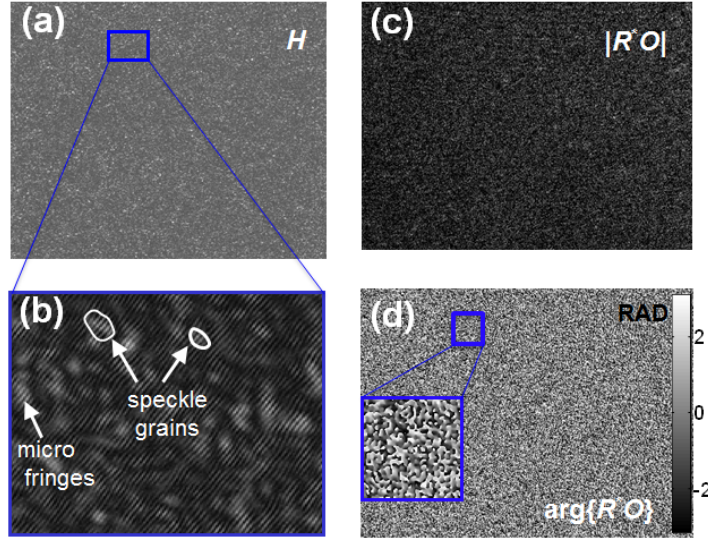 (a)
H
(c)
|R*O|
(b)
speckle
grains
micro
fringes
(d)
RAD
2
0
-2
arg{R*O}